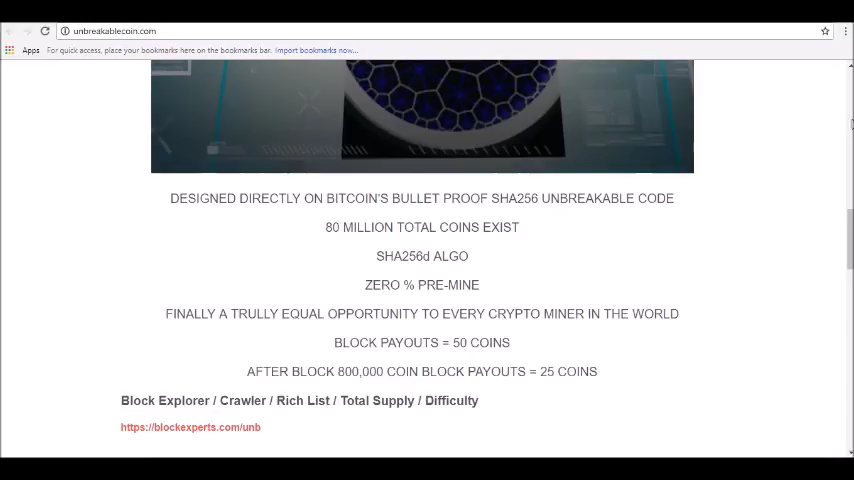 unbreakablecoin.com
Apps For quick access, place your bookmarks here on the bookmarks bar. Import bookmarks now...
DESIGNED DIRECTLY ON BITCOIN'S BULLET PROOF SHA256 UNBREAKABLE CODE
80 MILLION TOTAL COINS EXIST
SHA256d ALGO
ZERO % PRE-MINE
FINALLY A TRULLY EQUAL OPPORTUNITY TO EVERY CRYPTO MINER IN THE WORLD
BLOCK PAYOUTS = 50 COINS
AFTER BLOCK 800,000 COIN BLOCK PAYOUTS = 25 COINS
Block Explorer / Crawler / Rich List / Total Supply / Difficulty
https://blockexperts.com/unb